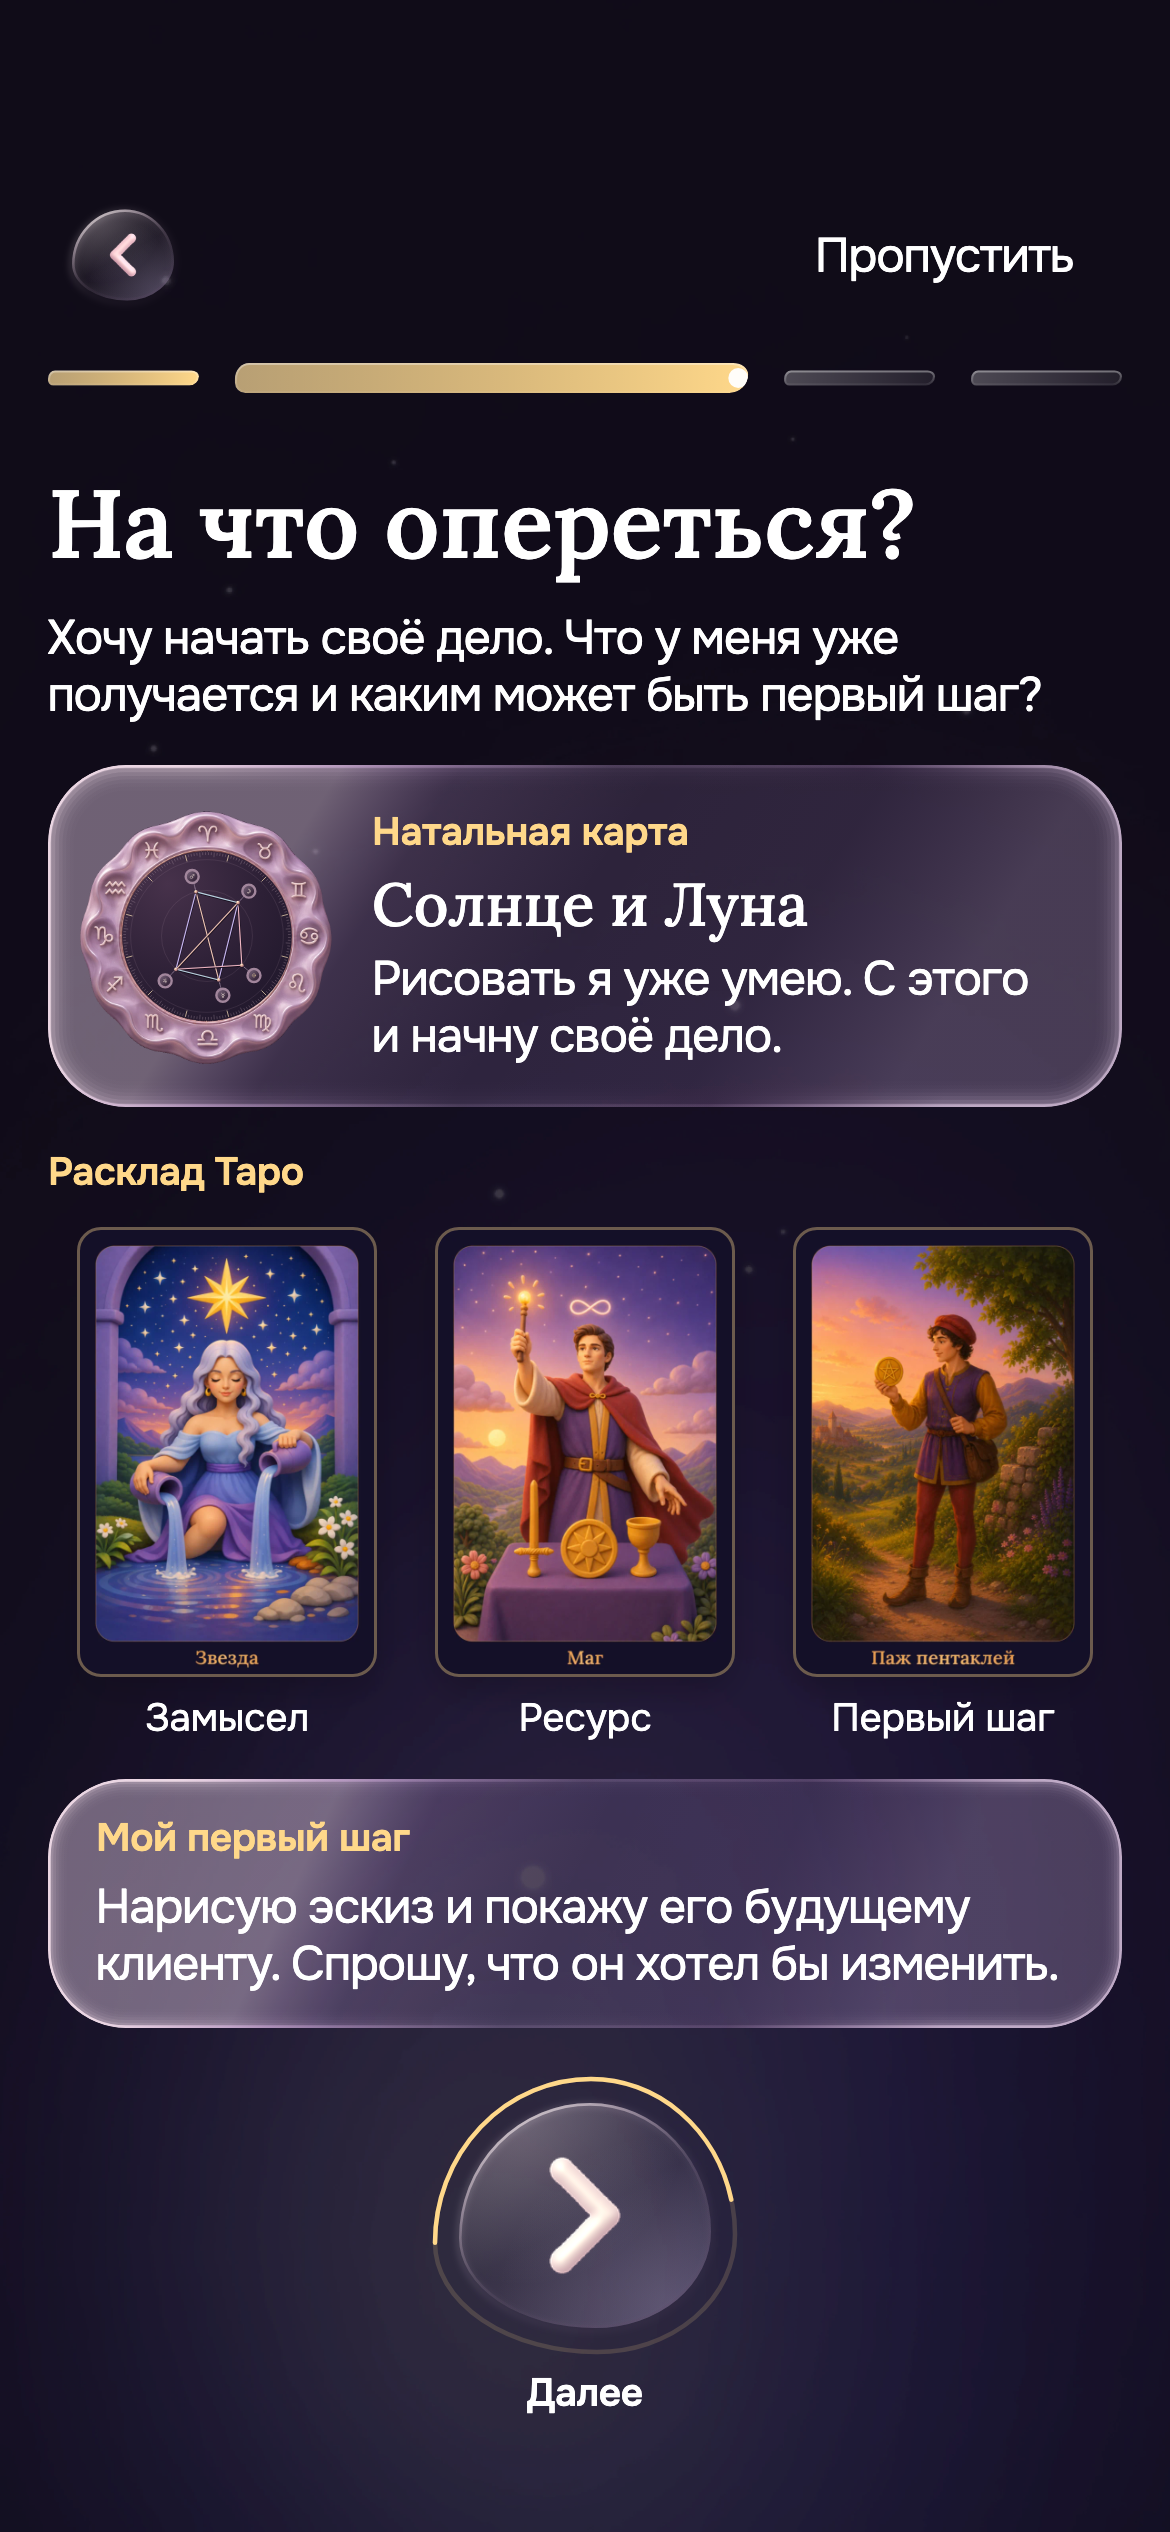 Пропустить
На что опереться?
Хочу начать своё дело. Что у меня уже
получается и каким может быть первый шаг?
Натальная карта
Солнце и Луна
Рисовать я уже умею. С этого
и начну своё дело.
Расклад Таро
Звезда
Маг
Паж пентаклей
Замысел
Ресурс
Первый шаг
Мой первый шаг
Нарисую эскиз и покажу его будущему
клиенту. Спрошу, что он хотел бы изменить.
Далее